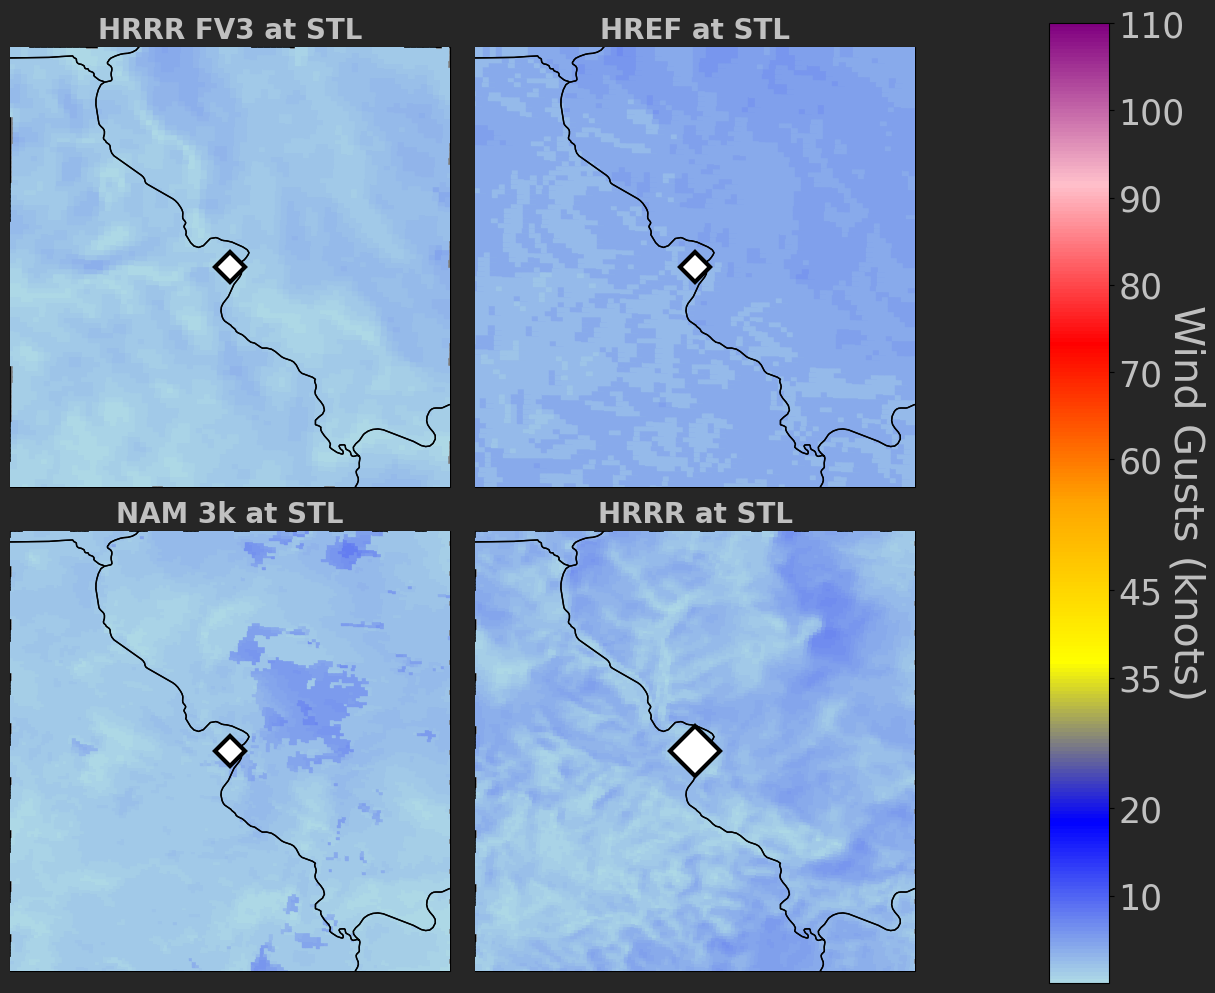 HRRR FV3 at STL
HREF at STL
NAM 3k at STL
HRRR at STL
110
100
90
80
70
60
45
35
20
10
Wind Gusts (knots)